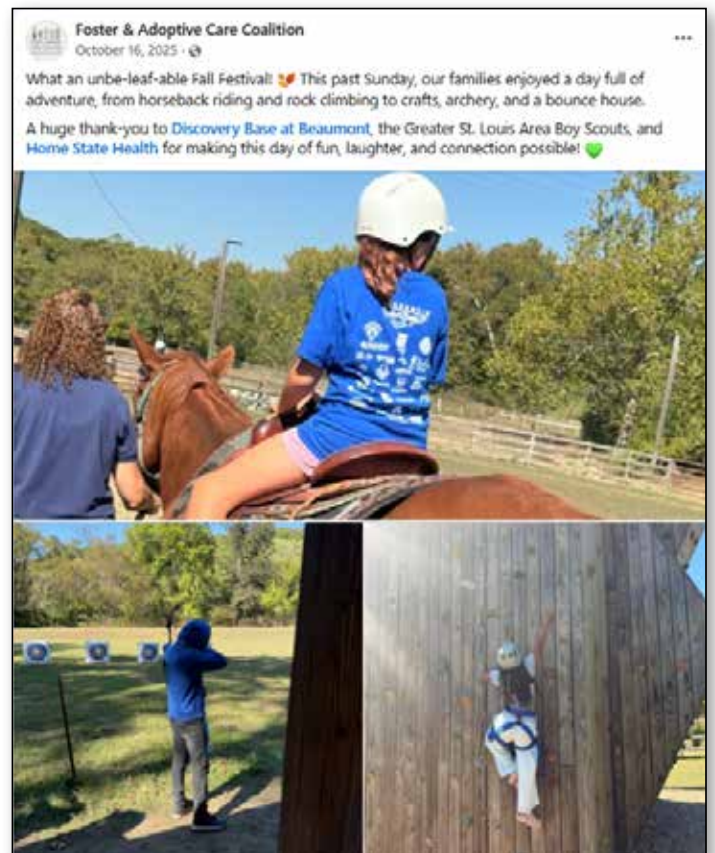 Foster & Adoptive Care Coalition
October 16, 2025 ·
What an unbe-leaf-able Fall Festival! 🍂 This past Sunday, our families enjoyed a day full of
adventure, from horseback riding and rock climbing to crafts, archery, and a bounce house.
A huge thank-you to Discovery Base at Beaumont, the Greater St. Louis Area Boy Scouts, and
Home State Health for making this day of fun, laughter, and connection possible! 💚